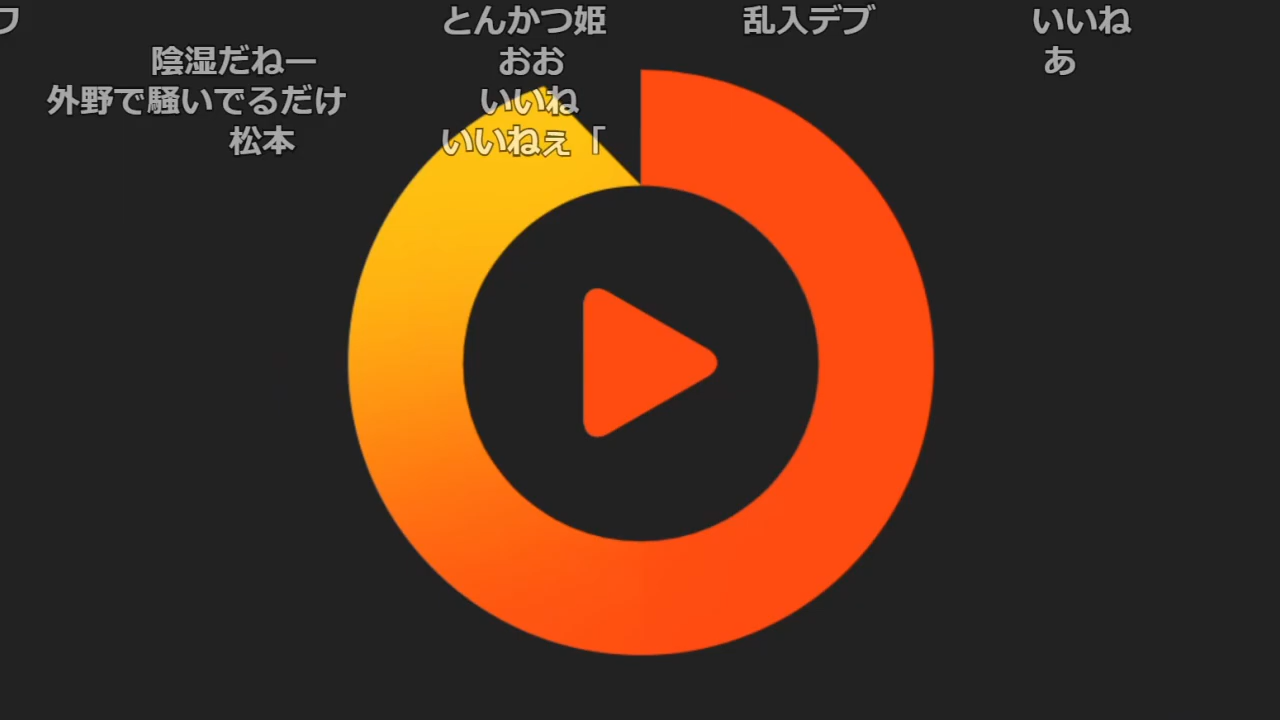 フ とんかつ姫 乱入デブ いいね
陰湿だねー おお あ
外野で騒いでるだけ いいね
松本 いいねぇ「